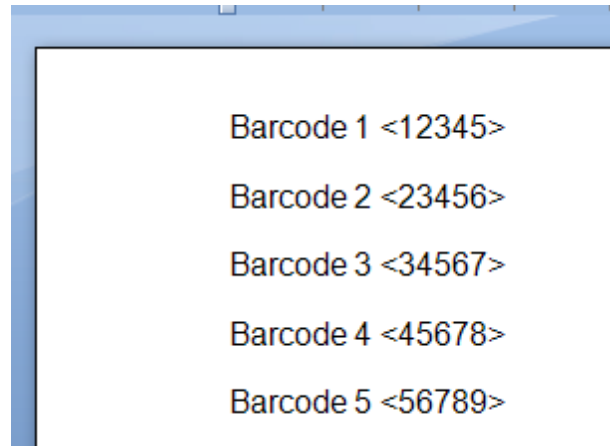 Barcode 1 <12345>
Barcode 2 <23456>
Barcode 3 <34567>
Barcode 4 <45678>
Barcode 5 <56789>